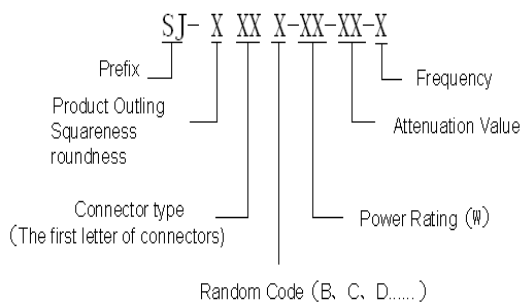 SJ- X XX X-XX-XX-X
Prefix
Frequency
Product Outling
Squareness
roundness
Attenuation Value
Connector type
(The first letter of connectors)
Power Rating (W)
Random Code (B、C、D......)